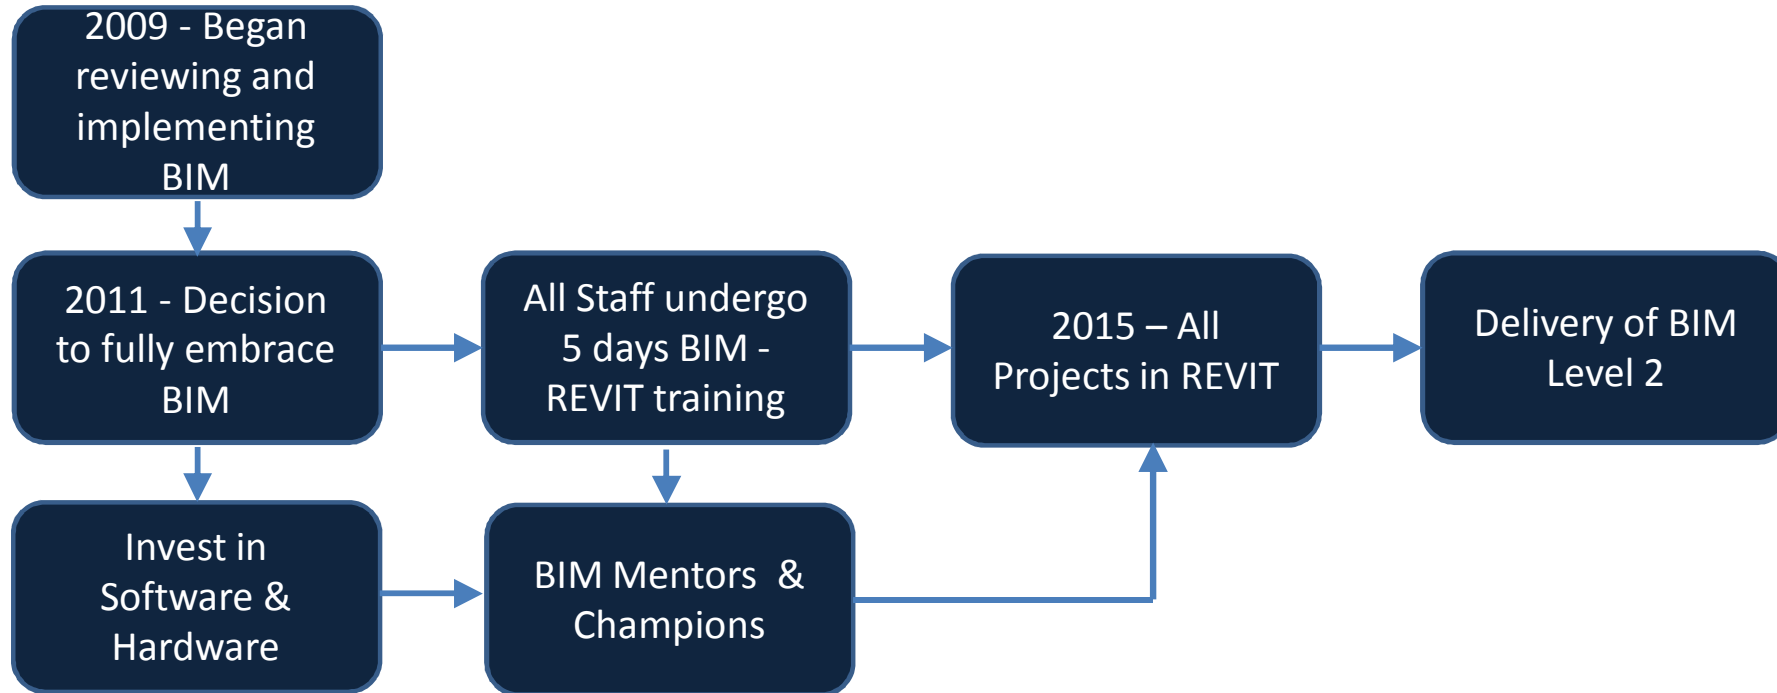 2009 - Began
reviewing and
implementing
BIM
2011 - Decision
to fully embrace
BIM
All Staff undergo
5 days BIM -
REVIT training
2015 – All
Projects in REVIT
Delivery of BIM
Level 2
Invest in
Software &
Hardware
BIM Mentors  &
Champions